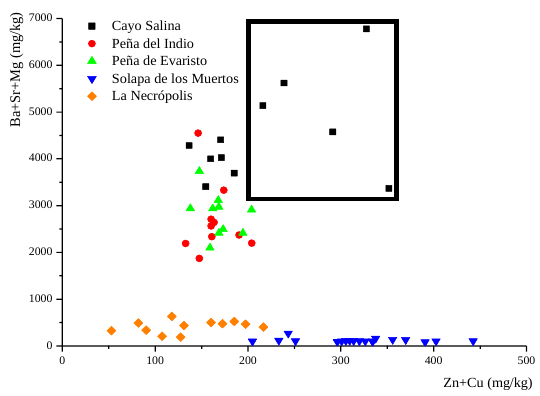 Ba+Sr+Mg (mg/kg)
7000
6000
5000
4000
3000
2000
1000
0
Cayo Salina
Peña del Indio
Peña de Evaristo
Solapa de los Muertos
La Necrópolis
0 100 200 300 400 500
Zn+Cu (mg/kg)